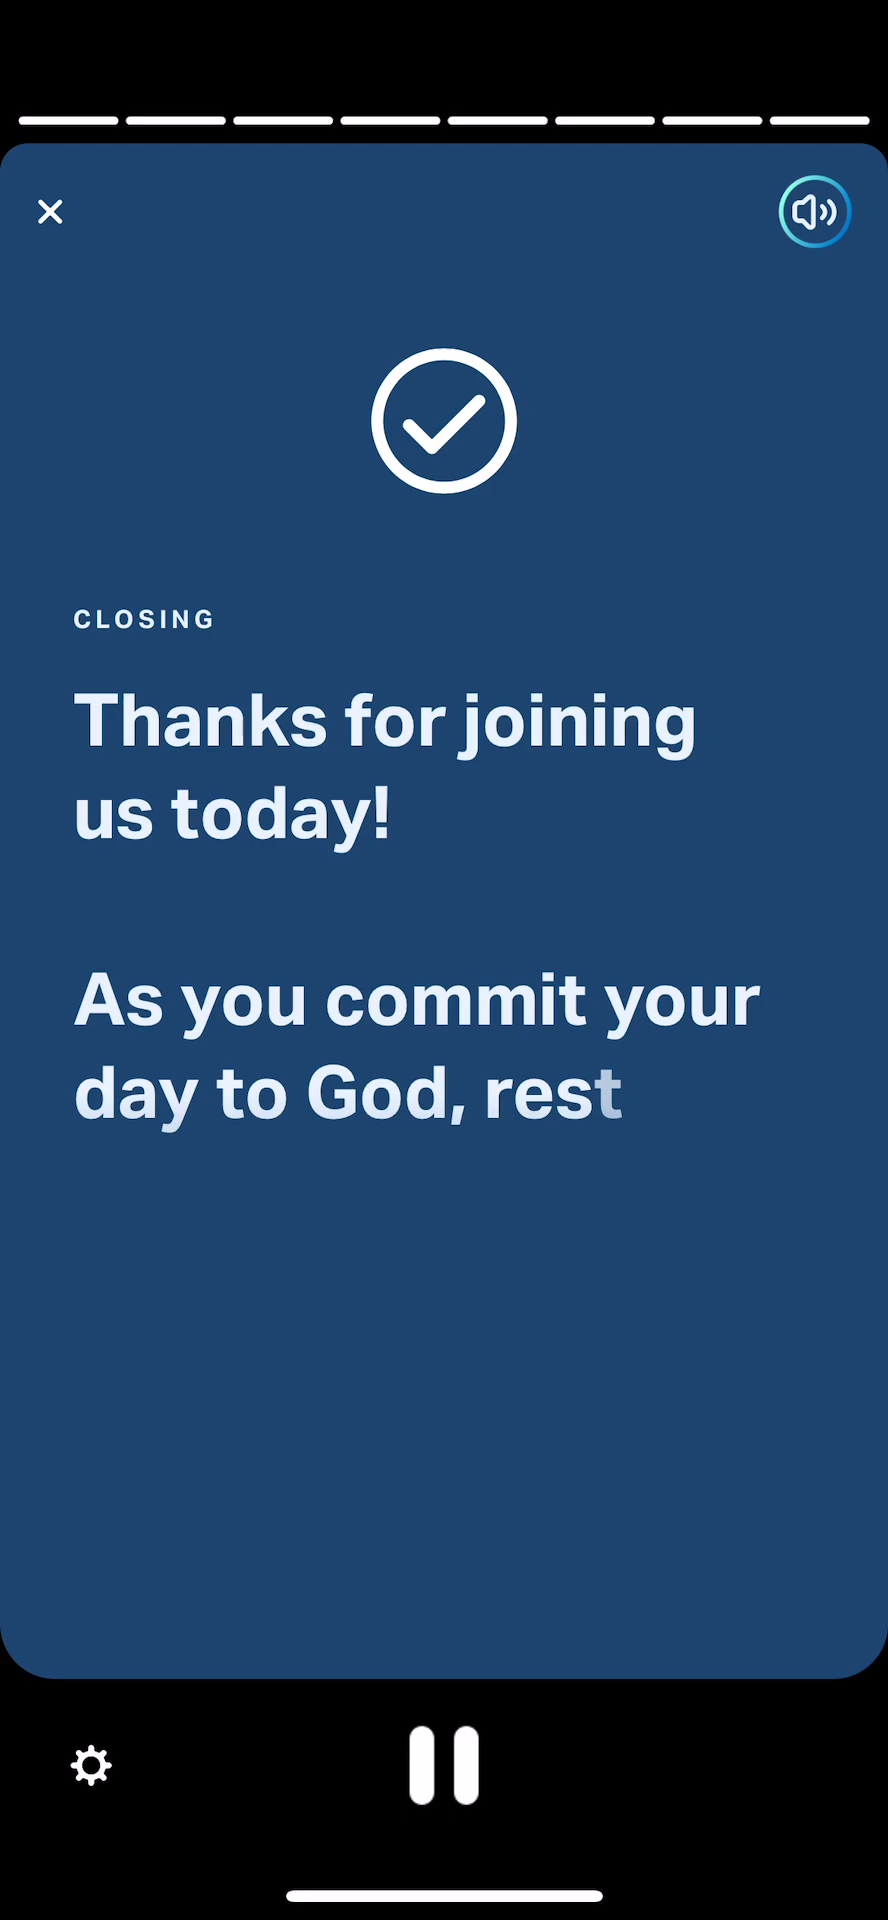 CLOSING
Thanks for joining
us today!
As you commit your
day to God, rest